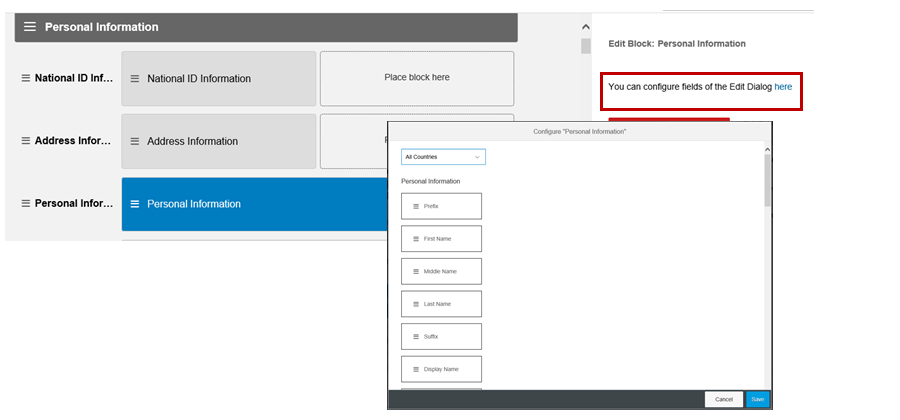 Personal Information
National ID Inf...
National ID Information
Place block here
Address Infor...
Address Information
Personal Infor...
Personal Information
Edit Block: Personal Information
You can configure fields of the Edit Dialog here
Configure "Personal Information"
All Countries
Personal Information
Prefix
First Name
Middle Name
Last Name
Suffix
Display Name
Cancel
Save